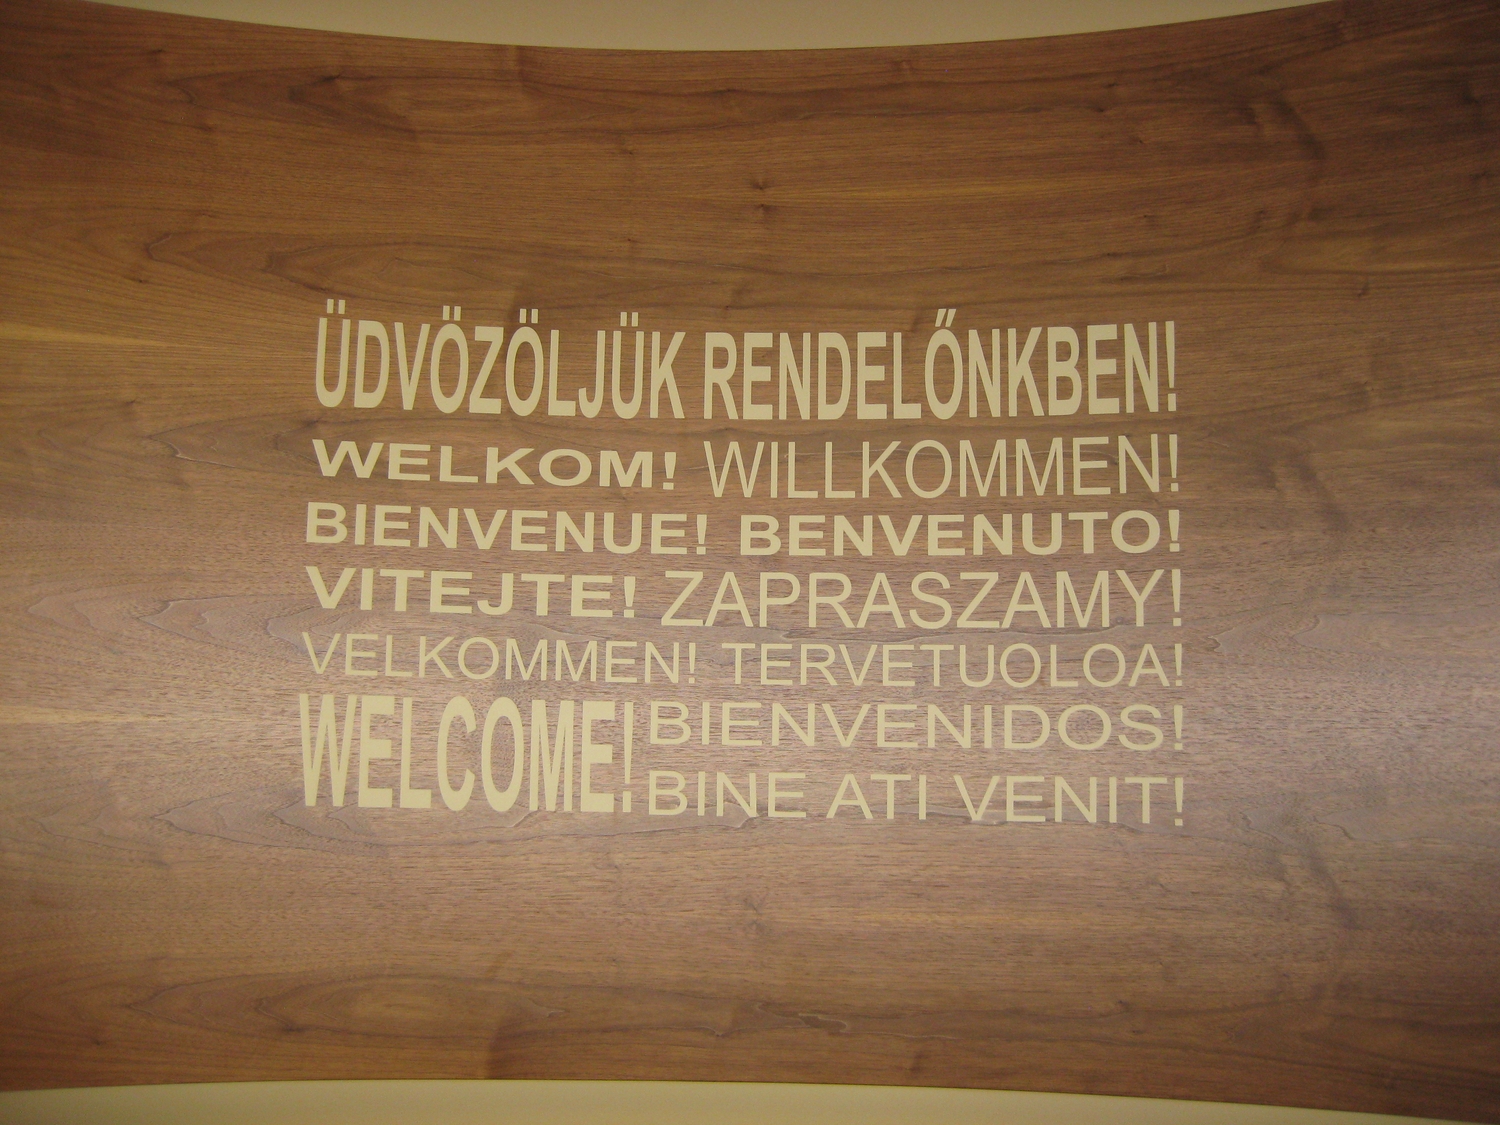 ÜDVÖZÖLJÜK RENDELŐNKBEN!
WELKOM! WILLKOMMEN!
BIENVENUE! BENVENUTO!
VITEJTE! ZAPRASZAMY!
VELKOMMEN! TERVETUOLOA!
WELCOME! BIENVENIDOS!
BINE ATI VENIT!